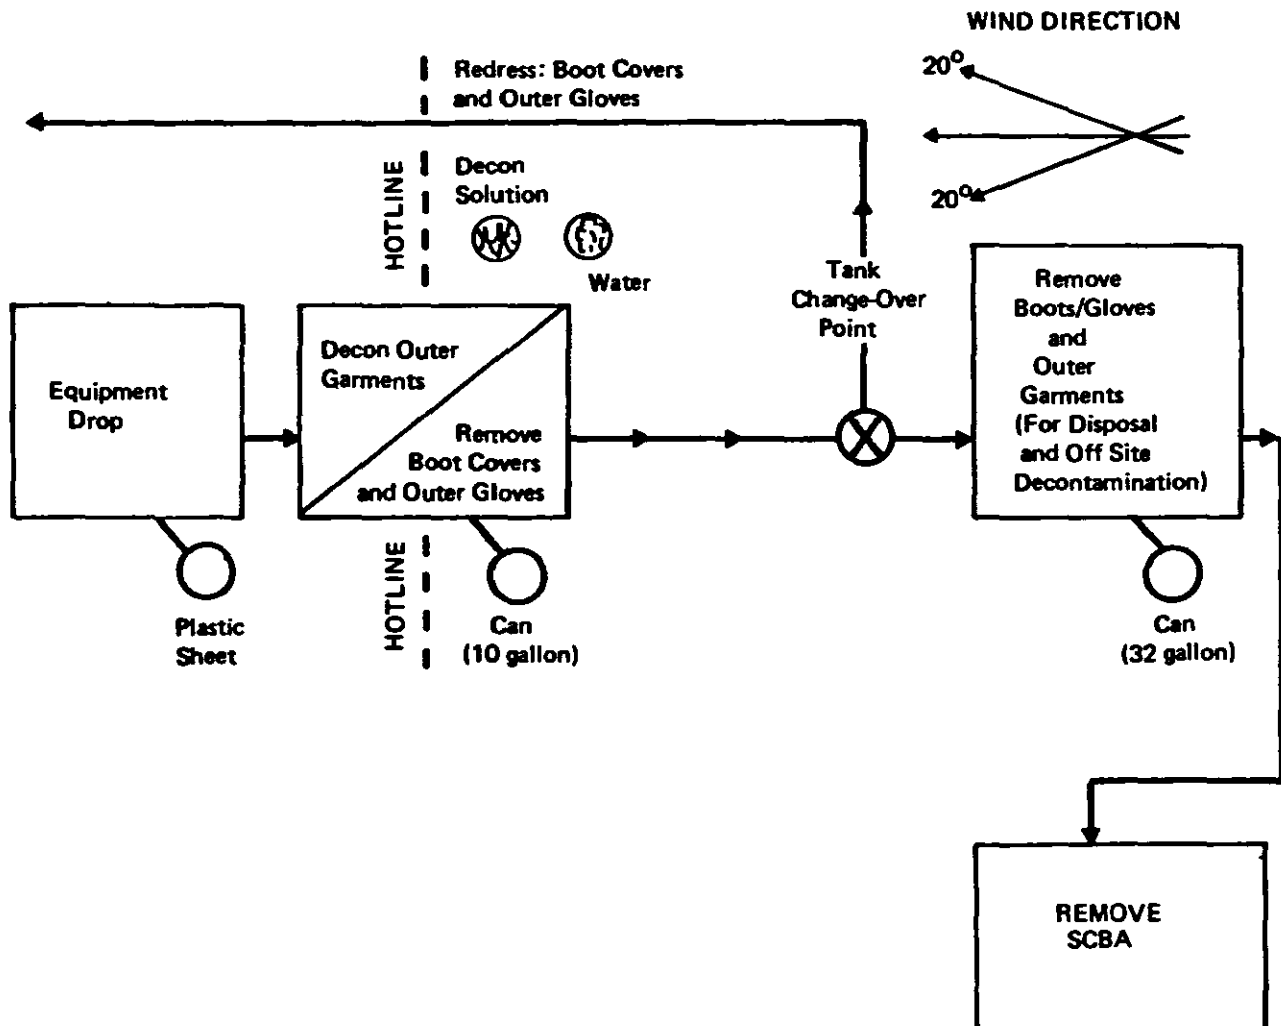 WIND DIRECTION
20°
20°
Redress: Boot Covers
and Outer Gloves
HOTLINE
Decon
Solution
Water
Tank
Change-Over
Point
Equipment
Drop
Decon Outer
Garments
Remove
Boot Covers
and Outer Gloves
Remove
Boots/Gloves
and
Outer
Garments
(For Disposal
and Off Site
Decontamination)
Plastic
Sheet
HOTLINE
Can
(10 gallon)
Can
(32 gallon)
REMOVE
SCBA